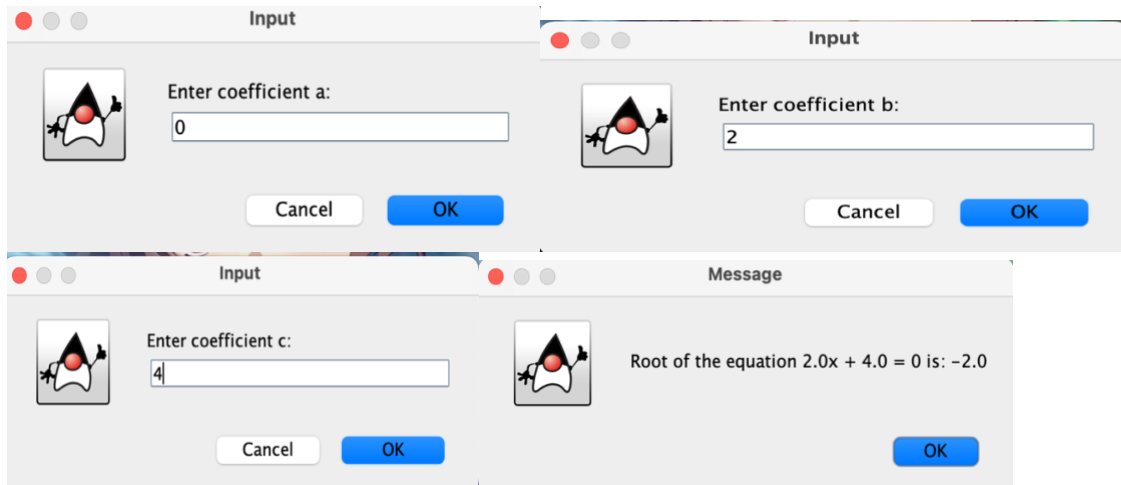 Input
Enter coefficient a:
0
Cancel
OK
Input
Enter coefficient b:
2
Cancel
OK
Input
Enter coefficient c:
4
Cancel
OK
Message
Root of the equation 2.0x + 4.0 = 0 is: -2.0
OK